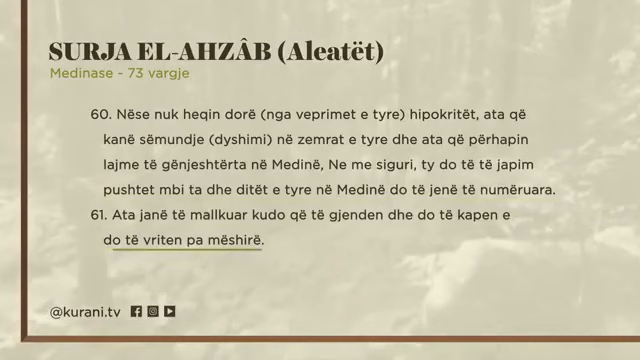 SURJA EL-AHZÂB (Aleatët)
Medinase - 73 vargje
60. Nëse nuk heqin dorë (nga veprimet e tyre) hipokritët, ata që
kanë sëmundje (dyshimi) në zemrat e tyre dhe ata që përhapin
lajme të gënjeshtërta në Medinë, Ne me siguri, ty do të të japim
pushtet mbi ta dhe ditët e tyre në Medinë do të jenë të numëruara.
61. Ata janë të mallkuar kudo që të gjenden dhe do të kapen e
do të vriten pa mëshirë.
@kurani.tv